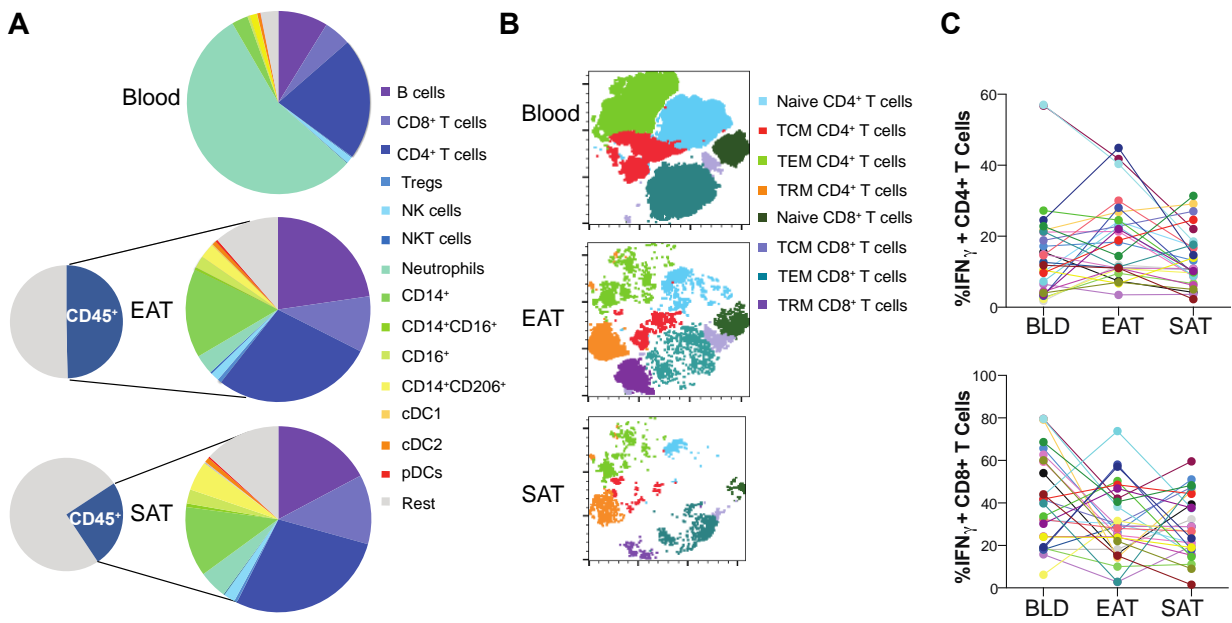 A
Blood
B cells
CD8⁺ T cells
CD4⁺ T cells
Tregs
NK cells
NKT cells
Neutrophils
CD14⁺
CD14⁺CD16⁺
CD16⁺
CD14⁺CD206⁺
cDC1
cDC2
pDCs
Rest
CD45⁺
EAT
CD45⁺
SAT
B
Blood
EAT
SAT
Naive CD4⁺ T cells
TCM CD4⁺ T cells
TEM CD4⁺ T cells
TRM CD4⁺ T cells
Naive CD8⁺ T cells
TCM CD8⁺ T cells
TEM CD8⁺ T cells
TRM CD8⁺ T cells
C
%IFNγ + CD4+ T Cells
60
40
20
0
BLD EAT SAT
%IFNγ + CD8+ T Cells
100
80
60
40
20
0
BLD EAT SAT